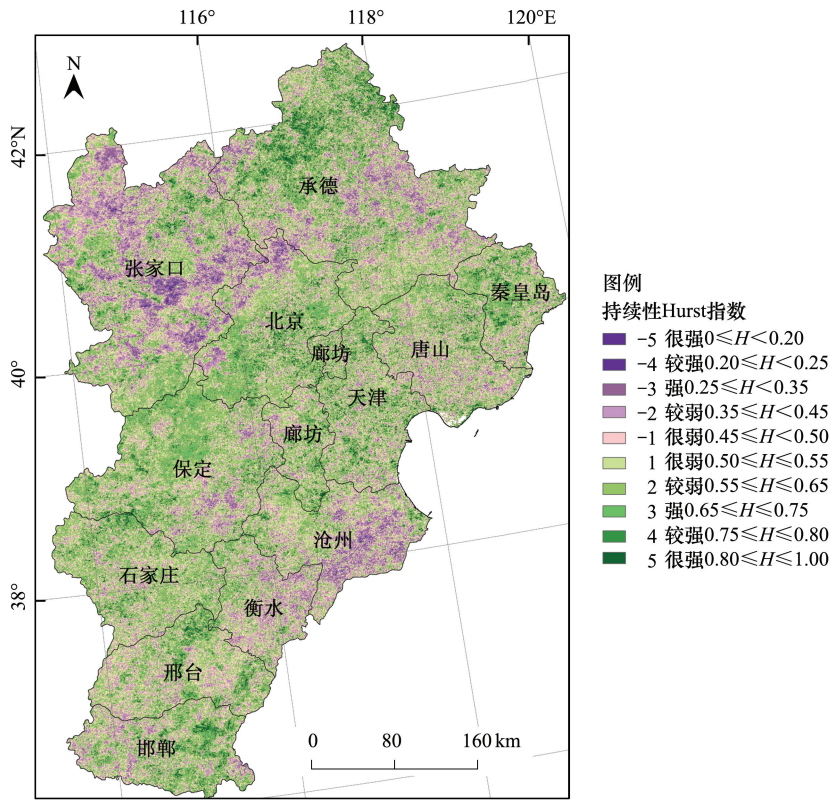 116°
118°
120°E
N
42°N
承德
张家口
秦皇岛
北京
廊坊
唐山
40°
天津
廊坊
保定
沧州
石家庄
38°
衡水
邢台
邯郸
0
80
160 km
图例
持续性Hurst指数
−5 很强0≤H<0.20
−4 较强0.20≤H<0.25
−3 强0.25≤H<0.35
−2 较弱0.35≤H<0.45
−1 很弱0.45≤H<0.50
1 很弱0.50≤H≤0.55
2 较弱0.55≤H≤0.65
3 强0.65≤H≤0.75
4 较强0.75≤H≤0.80
5 很强0.80≤H≤1.00